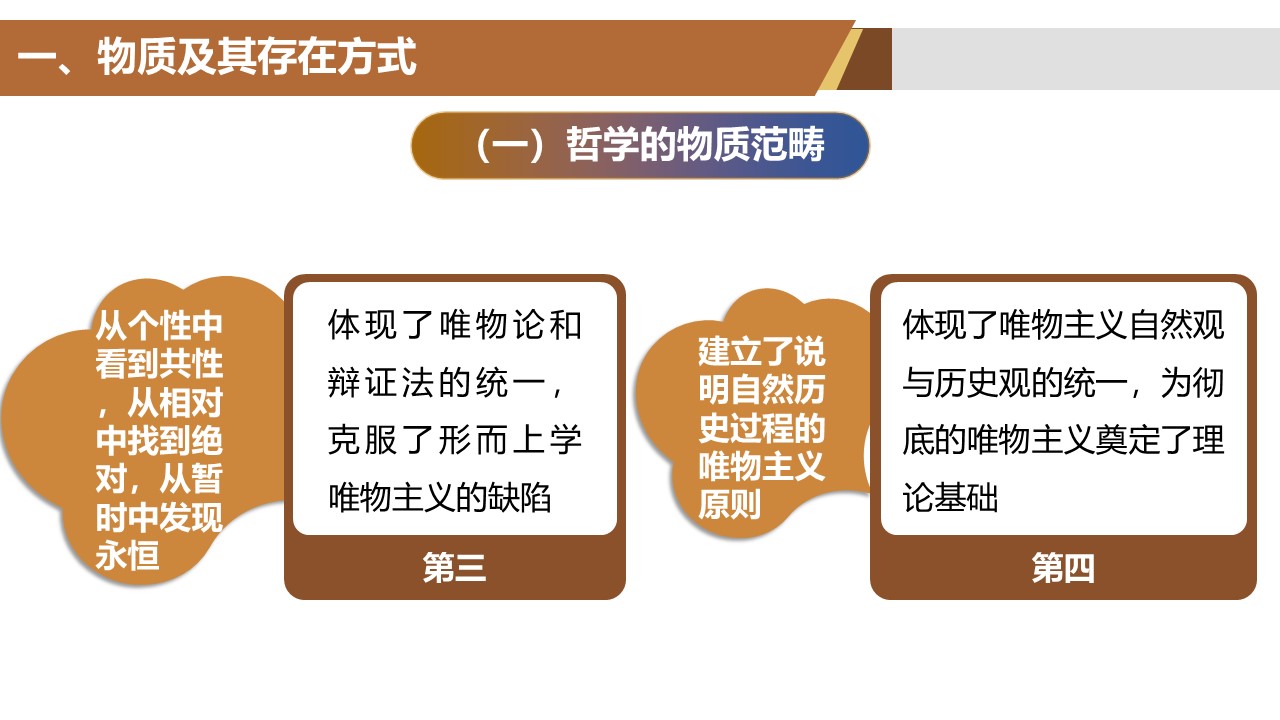 一、物质及其存在方式
（一）哲学的物质范畴
从个性中
看到共性
，从相对
中找到绝
对，从暂
时中发现
永恒
体现了唯物论和
辩证法的统一，
克服了形而上学
唯物主义的缺陷
第三
建立了说
明自然历
史过程的
唯物主义
原则
体现了唯物主义自然观
与历史观的统一，为彻
底的唯物主义奠定了理
论基础
第四